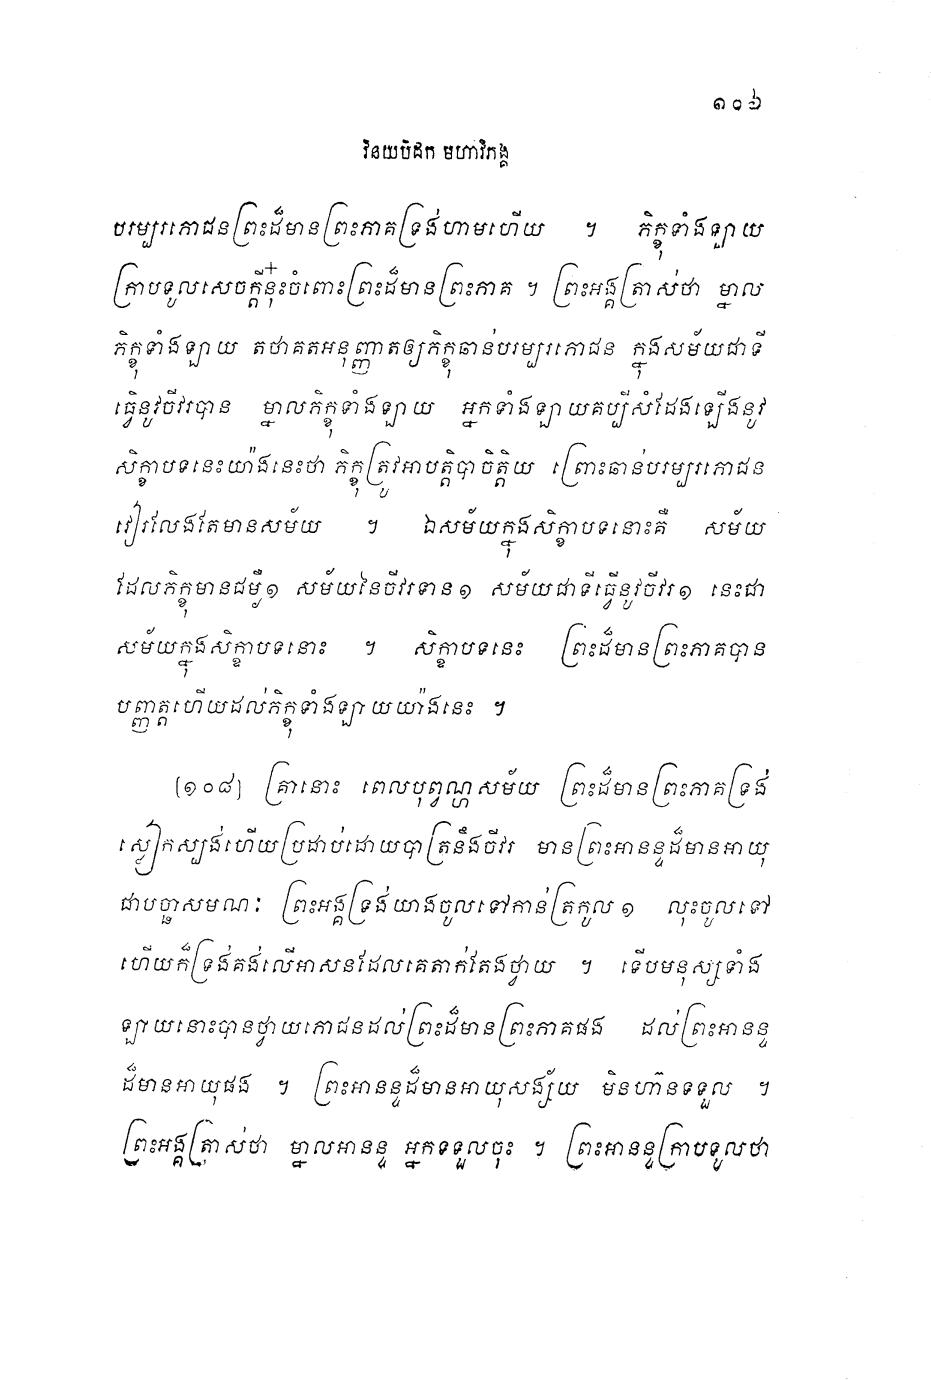 ១០៦
វិនយបិដក មហាវិភង្គ
បរម្បរភោជនព្រះដ៏មានព្រះភាគទ្រង់ហាមហើយ ។ ភិក្ខុទាំងឡាយ
ក្រាបទូលសេចក្តីនុ៎ះចំពោះព្រះដ៏មានព្រះភាគ ។ ព្រះអង្គត្រាស់ថា ម្នាល
ភិក្ខុទាំងឡាយ តថាគតអនុញ្ញាតឲ្យភិក្ខុឆាន់បរម្បរភោជន ក្នុងសម័យជាទី
ធ្វើនូវចីវរបាន ម្នាលភិក្ខុទាំងឡាយ អ្នកទាំងឡាយគប្បីសំដែងឡើងនូវ
សិក្ខាបទនេះយ៉ាងនេះថា ភិក្ខុត្រូវអាបត្តិបាចិត្តិយ ព្រោះឆាន់បរម្បរភោជន
វៀរលែងតែមានសម័យ ។ ឯសម័យក្នុងសិក្ខាបទនោះគឺ សម័យ
ដែលភិក្ខុមានជម្ងឺ១ សម័យនៃចីវរទាន១ សម័យជាទីធ្វើនូវចីវរ១ នេះជា
សម័យក្នុងសិក្ខាបទនោះ ។ សិក្ខាបទនេះ ព្រះដ៏មានព្រះភាគបាន
បញ្ញត្តហើយដល់ភិក្ខុទាំងឡាយយ៉ាងនេះ ។
[១០៨] គ្រានោះ ពេលបុព្វណ្ហសម័យ ព្រះដ៏មានព្រះភាគទ្រង់
ស្លៀកស្បង់ហើយប្រដាប់ដោយបាត្រនឹងចីវរ មានព្រះអានន្ទដ៏មានអាយុ
ជាបច្ឆាសមណៈ ព្រះអង្គទ្រង់យាងចូលទៅកាន់ត្រកូល១ លុះចូលទៅ
ហើយក៏ទ្រង់គង់លើអាសនដែលគេតាក់តែងថ្វាយ ។ ទើបមនុស្សទាំង
ឡាយនោះបានថ្វាយភោជនដល់ព្រះដ៏មានព្រះភាគផង ដល់ព្រះអានន្ទ
ដ៏មានអាយុផង ។ ព្រះអានន្ទដ៏មានអាយុសង្ស័យ មិនហ៊ានទទួល ។
ព្រះអង្គត្រាស់ថា ម្នាលអានន្ទ អ្នកទទួលចុះ ។ ព្រះអានន្ទក្រាបទូលថា